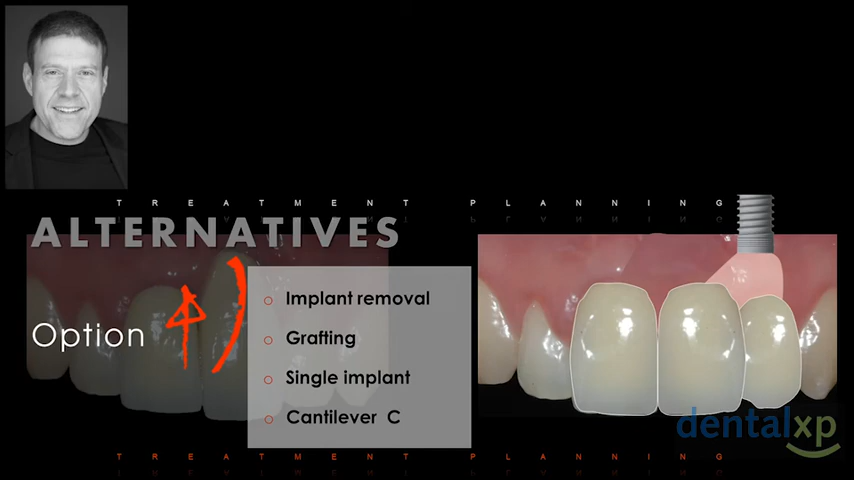 TREATMENT PLANNING
ALTERNATIVES
Option 4)
Implant removal
Grafting
Single implant
Cantilever C
dentalxp
TREATMENT PLANNING